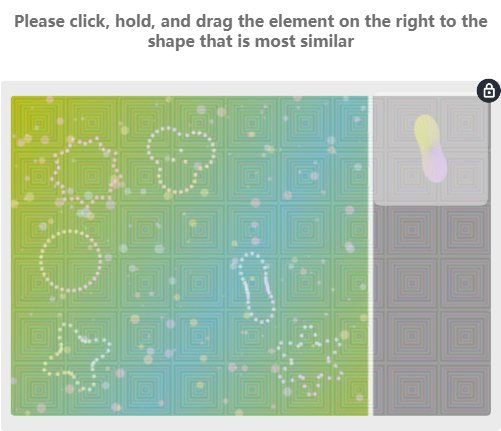 Please click, hold, and drag the element on the right to the
shape that is most similar